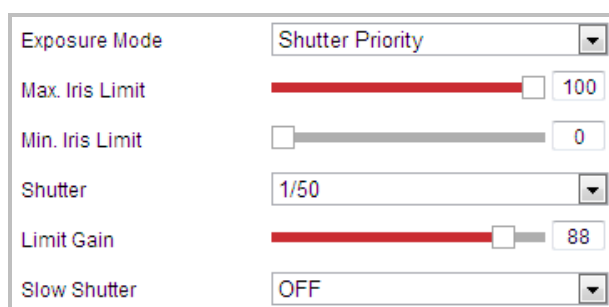 Exposure Mode Shutter Priority
Max. Iris Limit 100
Min. Iris Limit 0
Shutter 1/50
Limit Gain 88
Slow Shutter OFF